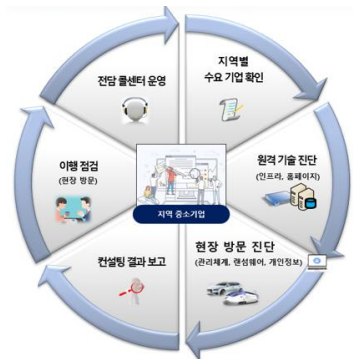 전담 콜센터 운영
지역별
수요 기업 확인
원격 기술 진단
(인프라, 홈페이지)
현장 방문 진단
(관리체계, 랜섬웨어, 개인정보)
컨설팅 결과 보고
이행 점검
(현장 방문)
지역 중소기업